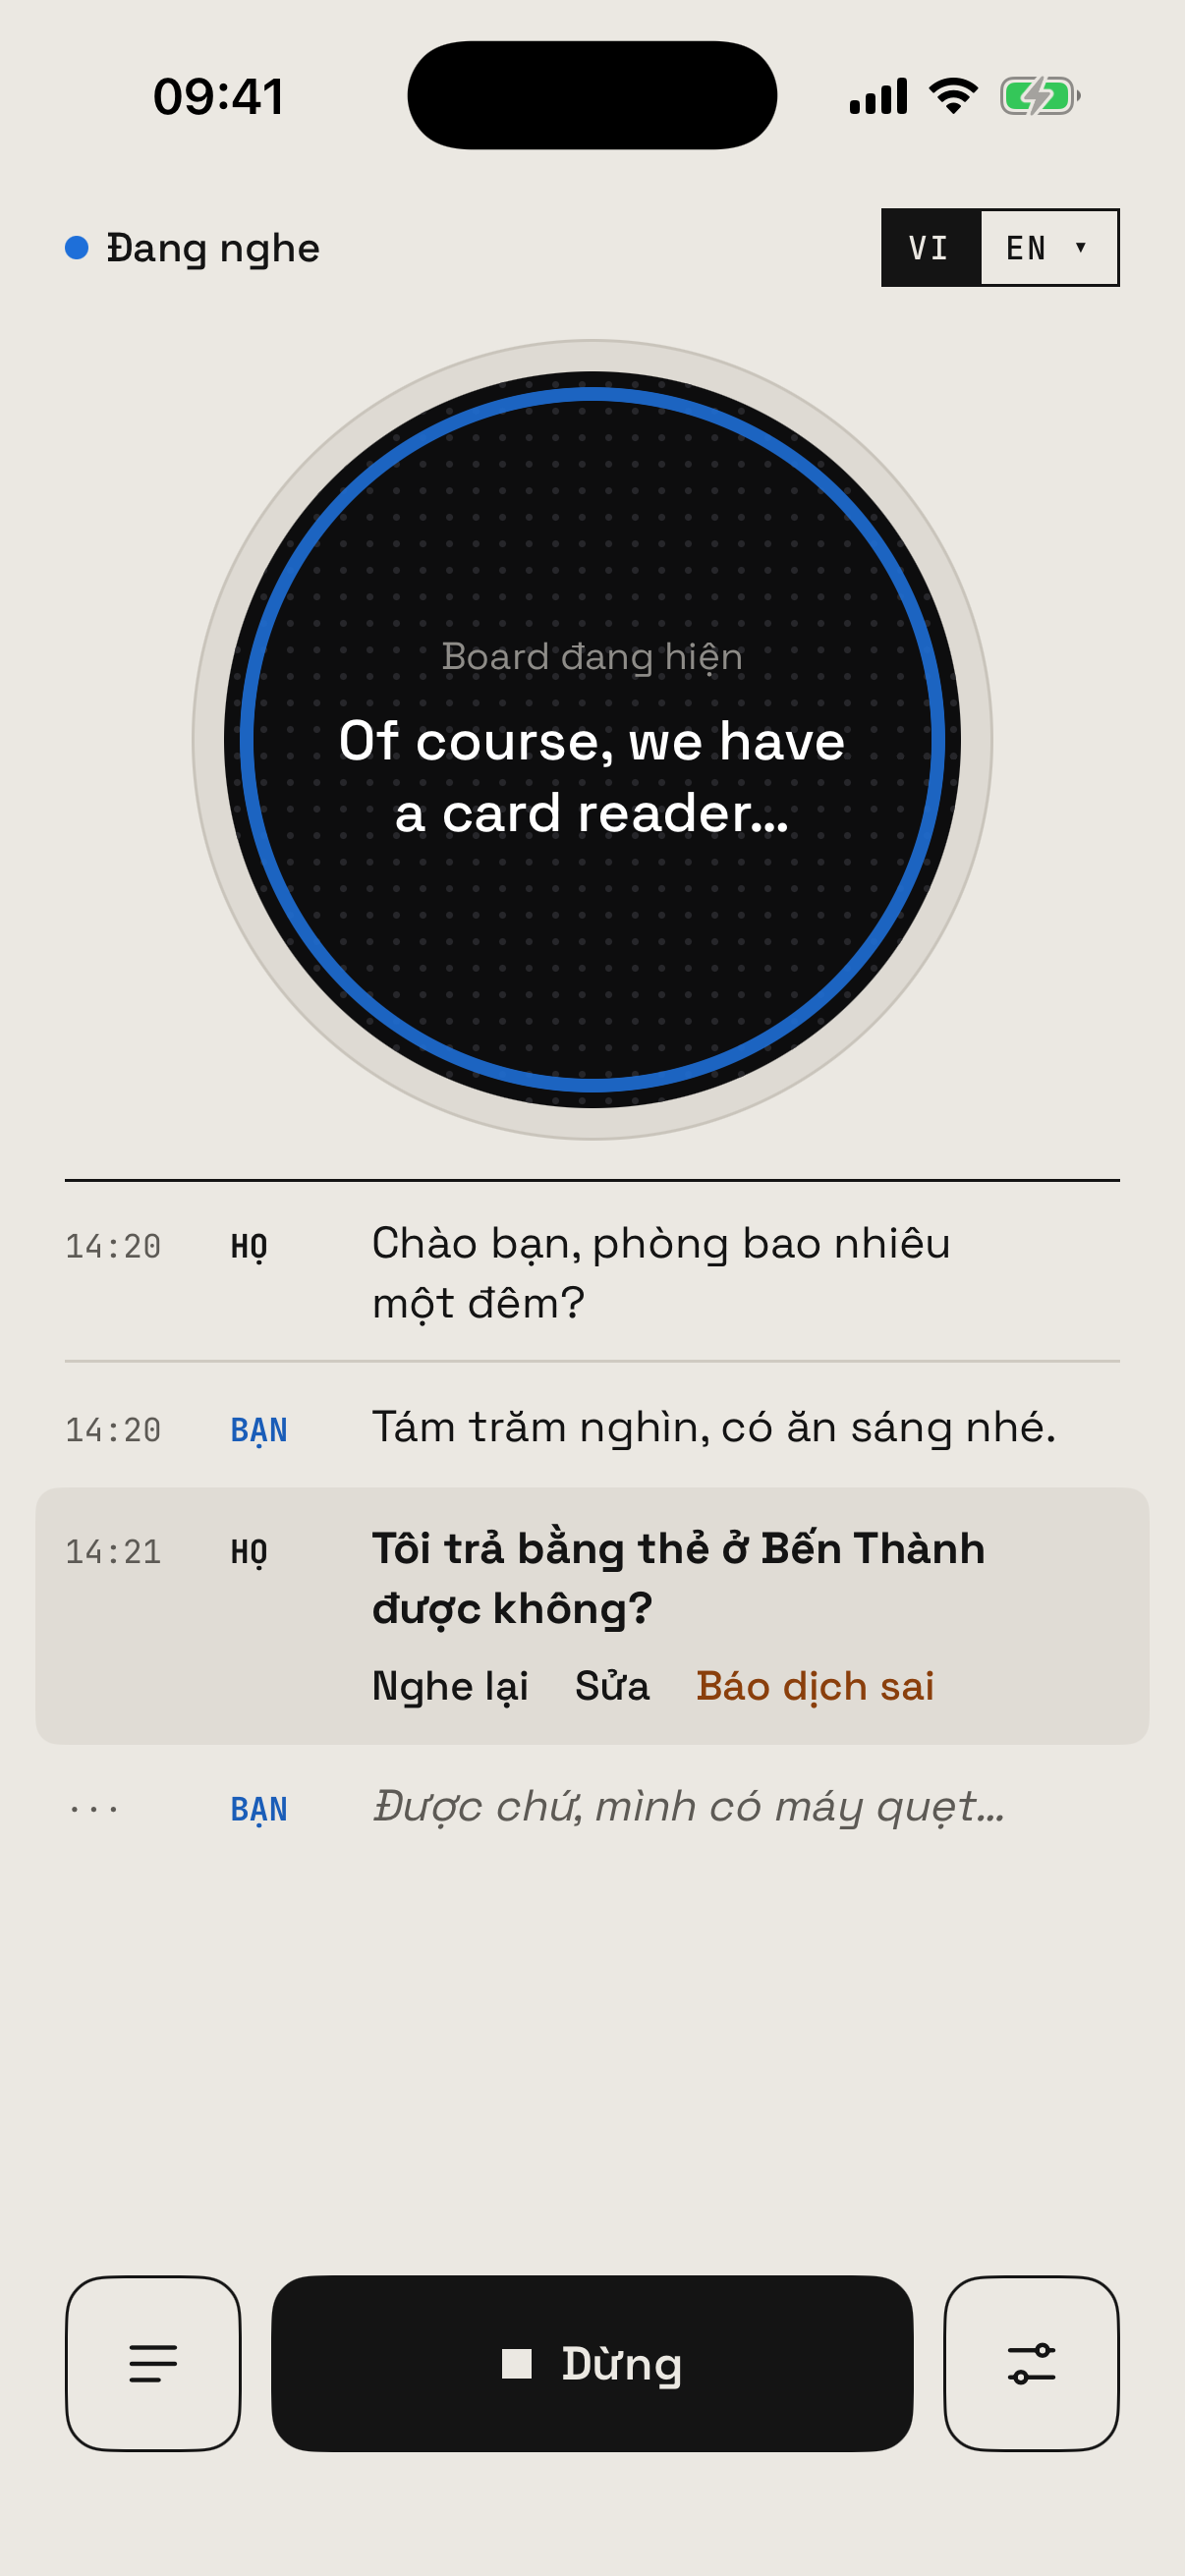 09:41
Đang nghe
VI EN ▾
Board đang hiện
Of course, we have
a card reader...
14:20 HỌ Chào bạn, phòng bao nhiêu
một đêm?
14:20 BẠN Tám trăm nghìn, có ăn sáng nhé.
14:21 HỌ Tôi trả bằng thẻ ở Bến Thành
được không?
Nghe lại Sửa Báo dịch sai
··· BẠN Được chứ, mình có máy quẹt...
Dừng